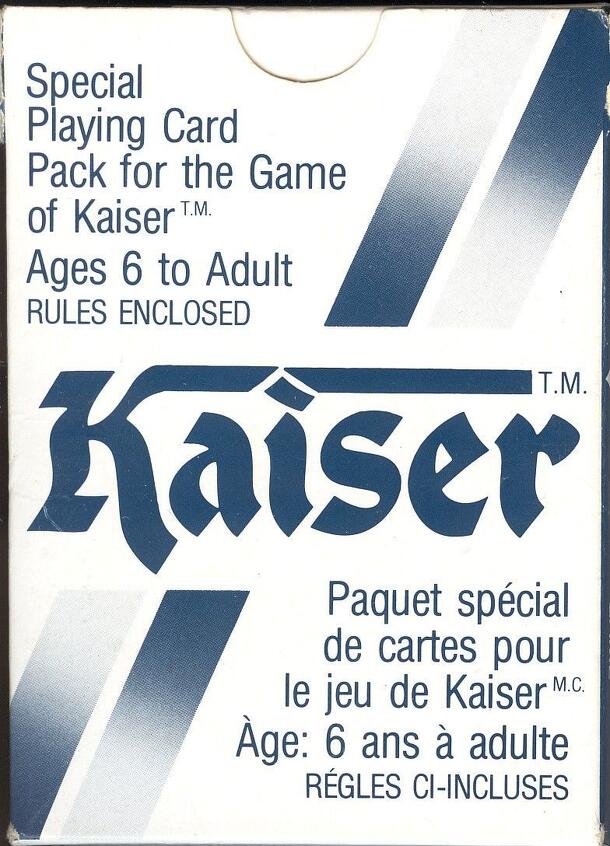 Special
Playing Card
Pack for the Game
of Kaiser T.M.
Ages 6 to Adult
RULES ENCLOSED
Kaiser T.M.
Paquet spécial
de cartes pour
le jeu de Kaiser M.C.
Àge: 6 ans à adulte
RÉGLES CI-INCLUSES